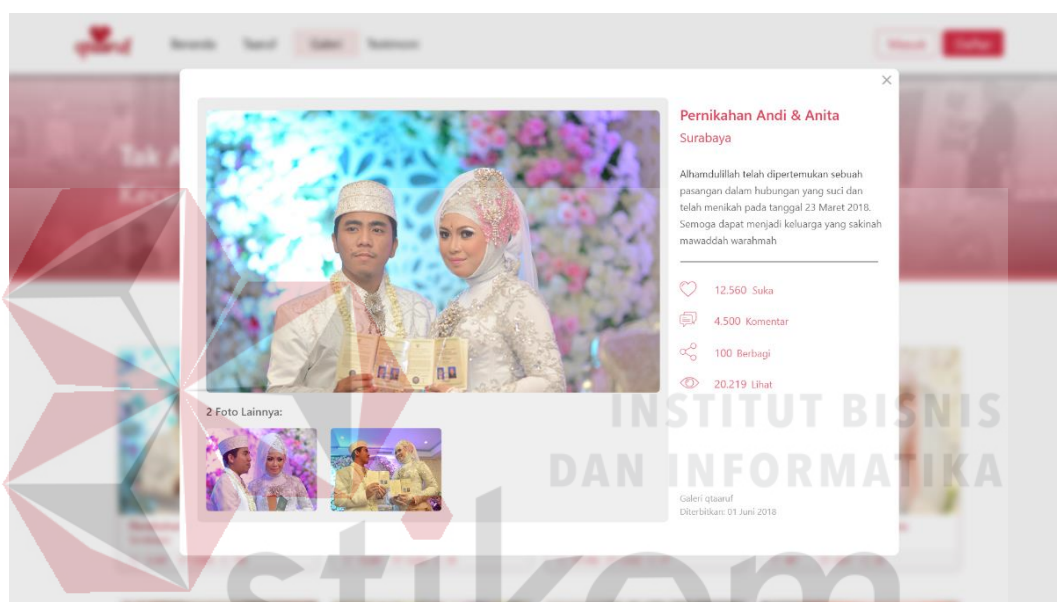 qtaaruf
Beranda Taaruf Galeri Testimoni
Masuk Daftar
Tak
Pernikahan Andi & Anita
Surabaya
Alhamdulillah telah dipertemukan sebuah
pasangan dalam hubungan yang suci dan
telah menikah pada tanggal 23 Maret 2018.
Semoga dapat menjadi keluarga yang sakinah
mawaddah warahmah
12.560 Suka
4.500 Komentar
100 Berbagi
20.219 Lihat
2 Foto Lainnya:
Galeri qtaaruf
Diterbitkan: 01 Juni 2018
INSTITUT BISNIS
DAN INFORMATIKA
stikom